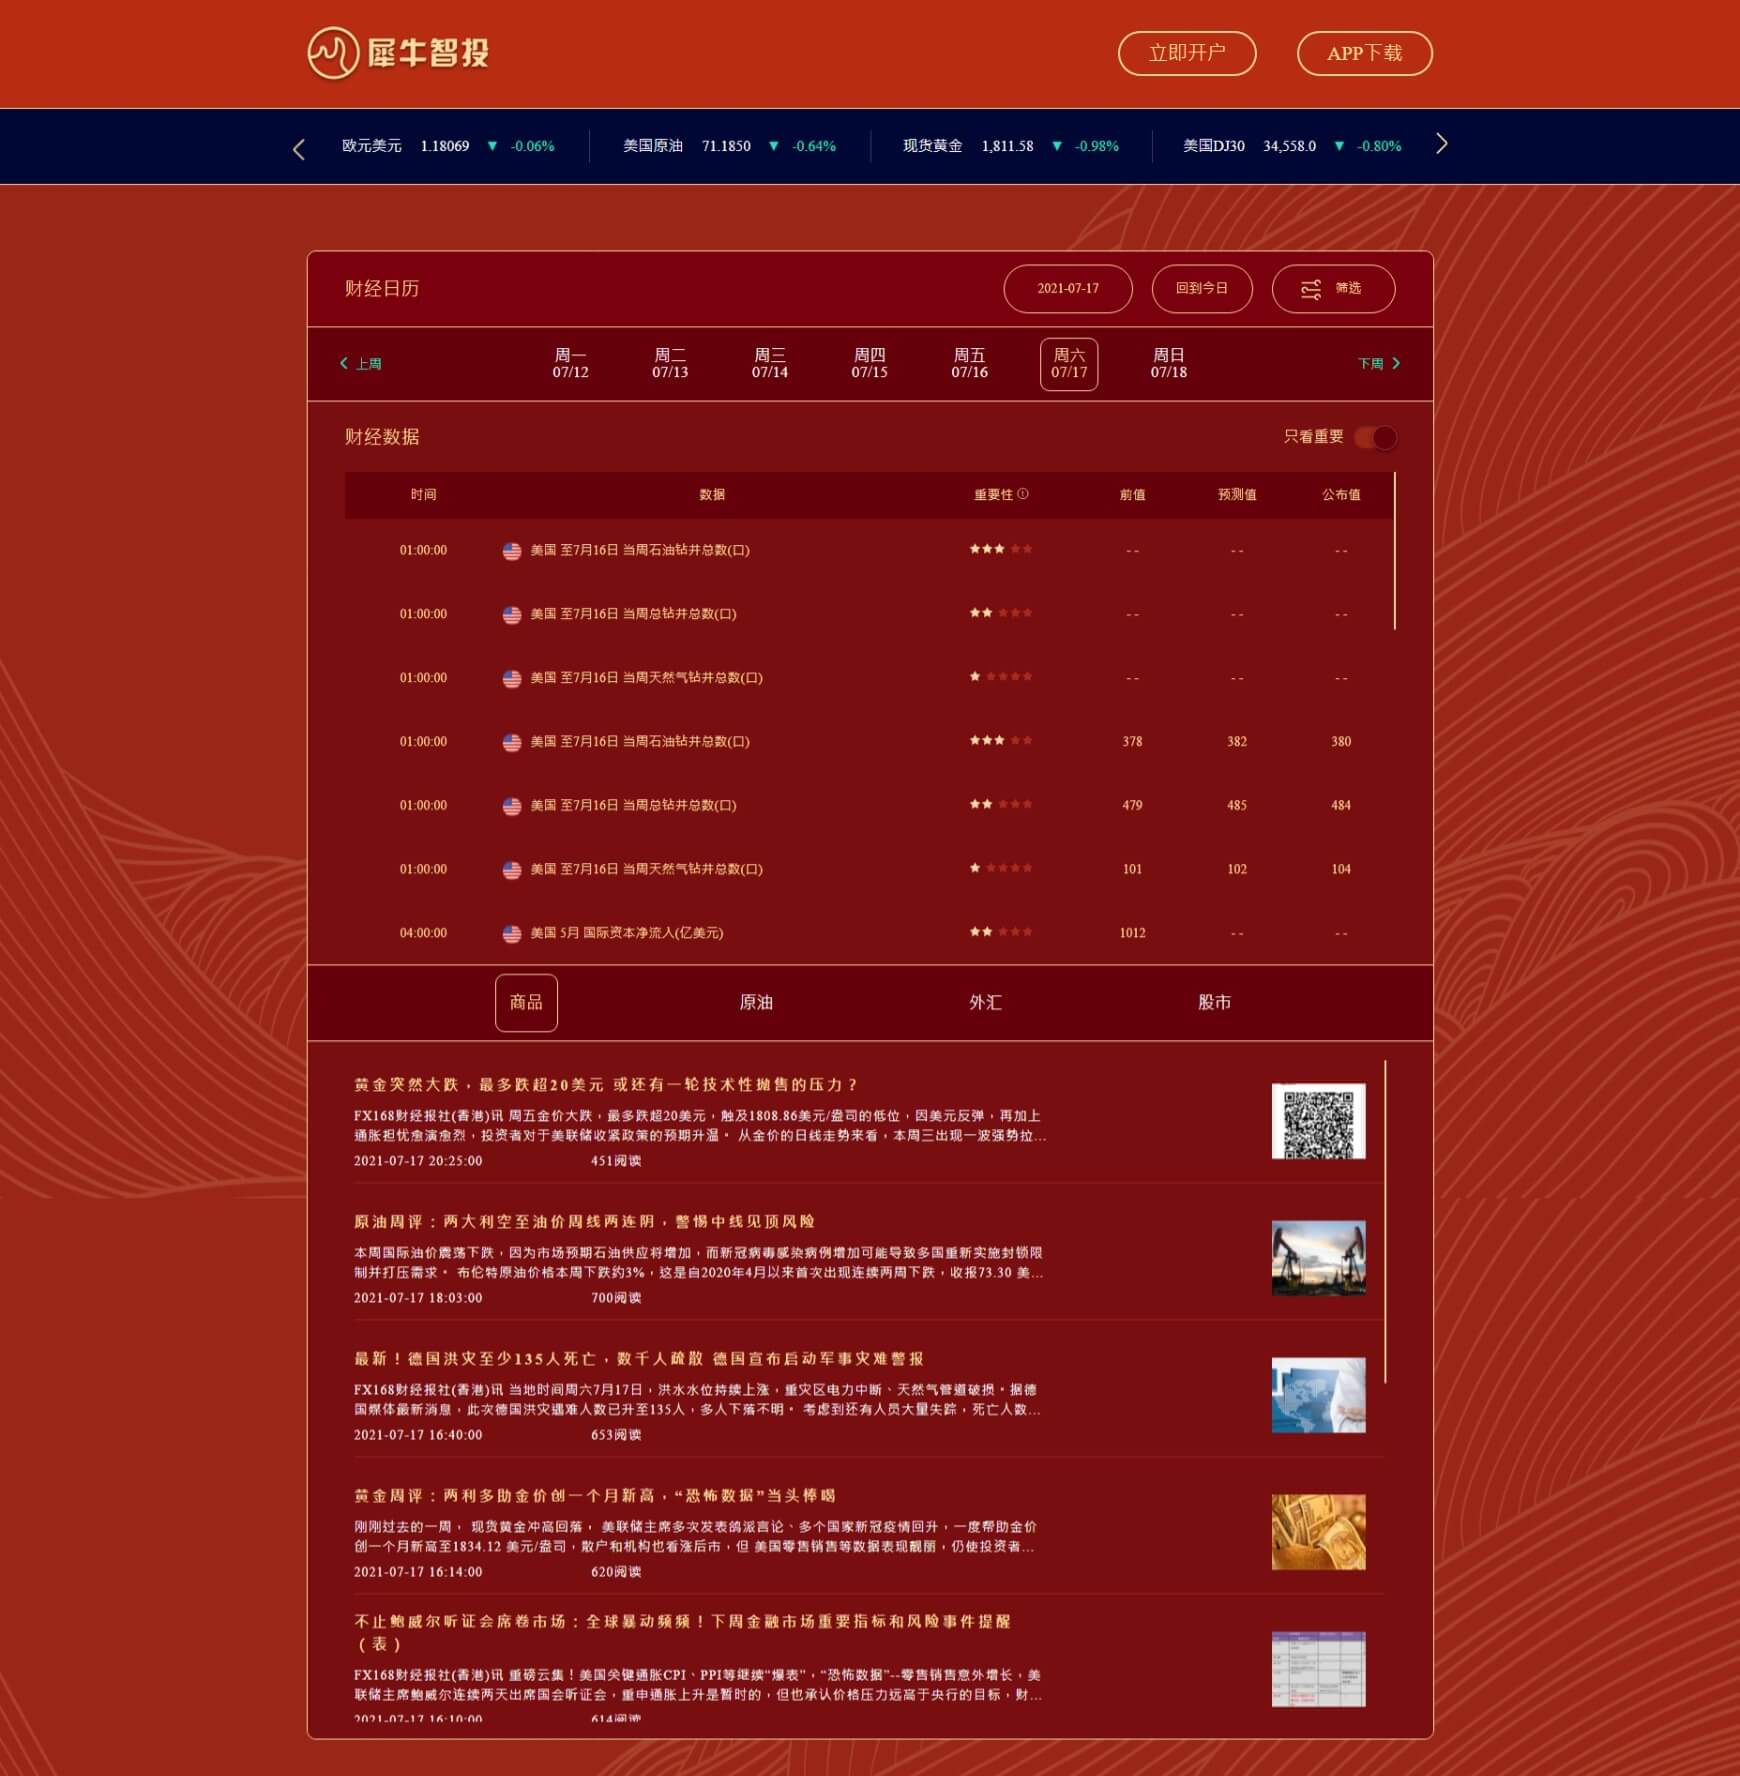 犀牛智投
立即开户
APP下载
欧元美元 1.18069 ▼ -0.06%
美国原油 71.1850 ▼ -0.64%
现货黄金 1,811.58 ▼ -0.98%
美国DJ30 34,558.0 ▼ -0.80%
财经日历
2021-07-17
回到今日
筛选
上周
周一
07/12
周二
07/13
周三
07/14
周四
07/15
周五
07/16
周六
07/17
周日
07/18
下周
财经数据
只看重要
时间 数据 重要性 前值 预测值 公布值
01:00:00 美国 至7月16日 当周石油钻井总数(口) ★★★★★ -- -- --
01:00:00 美国 至7月16日 当周总钻井总数(口) ★★★★★ -- -- --
01:00:00 美国 至7月16日 当周天然气钻井总数(口) ★★★★★ -- -- --
01:00:00 美国 至7月16日 当周石油钻井总数(口) ★★★★★ 378 382 380
01:00:00 美国 至7月16日 当周总钻井总数(口) ★★★★★ 479 485 484
01:00:00 美国 至7月16日 当周天然气钻井总数(口) ★★★★★ 101 102 104
04:00:00 美国 5月 国际资本净流入(亿美元) ★★★★★ 1012 -- --
商品 原油 外汇 股市
黄金突然大跌，最多跌超20美元 或还有一轮技术性抛售的压力？
FX168财经报社(香港)讯 周五金价大跌，最多跌超20美元，触及1808.86美元/盎司的低位，因美元反弹，再加上
通胀担忧愈演愈烈，投资者对于美联储收紧政策的预期升温。 从金价的日线走势来看，本周三出现一波强势拉...
2021-07-17 20:25:00 451阅读
原油周评：两大利空至油价周线两连阴，警惕中线见顶风险
本周国际油价震荡下跌，因为市场预期石油供应将增加，而新冠病毒感染病例增加可能导致多国重新实施封锁限
制并打压需求。 布伦特原油价格本周下跌约3%，这是自2020年4月以来首次出现连续两周下跌，收报73.30 美...
2021-07-17 18:03:00 700阅读
最新！德国洪灾至少135人死亡，数千人疏散 德国宣布启动军事灾难警报
FX168财经报社(香港)讯 当地时间周六7月17日，洪水水位持续上涨，重灾区电力中断、天然气管道破损。据德
国媒体最新消息，此次德国洪灾遇难人数已升至135人，多人下落不明。 考虑到还有人员大量失踪，死亡人数...
2021-07-17 16:40:00 653阅读
黄金周评：两利多助金价创一个月新高，“恐怖数据”当头棒喝
刚刚过去的一周， 现货黄金冲高回落， 美联储主席多次发表鸽派言论、多个国家新冠疫情回升，一度帮助金价
创一个月新高至1834.12 美元/盎司，散户和机构也看涨后市，但 美国零售销售等数据表现靓丽，仍使投资者...
2021-07-17 16:14:00 620阅读
不止鲍威尔听证会席卷市场：全球暴动频频！下周金融市场重要指标和风险事件提醒
（表）
FX168财经报社(香港)讯 重磅云集！美国关键通胀CPI、PPI等继续“爆表”，“恐怖数据”--零售销售意外增长，美
联储主席鲍威尔连续两天出席国会听证会，重申通胀上升是暂时的，但也承认价格压力远高于央行的目标，财...
2021-07-17 16:10:00 614阅读